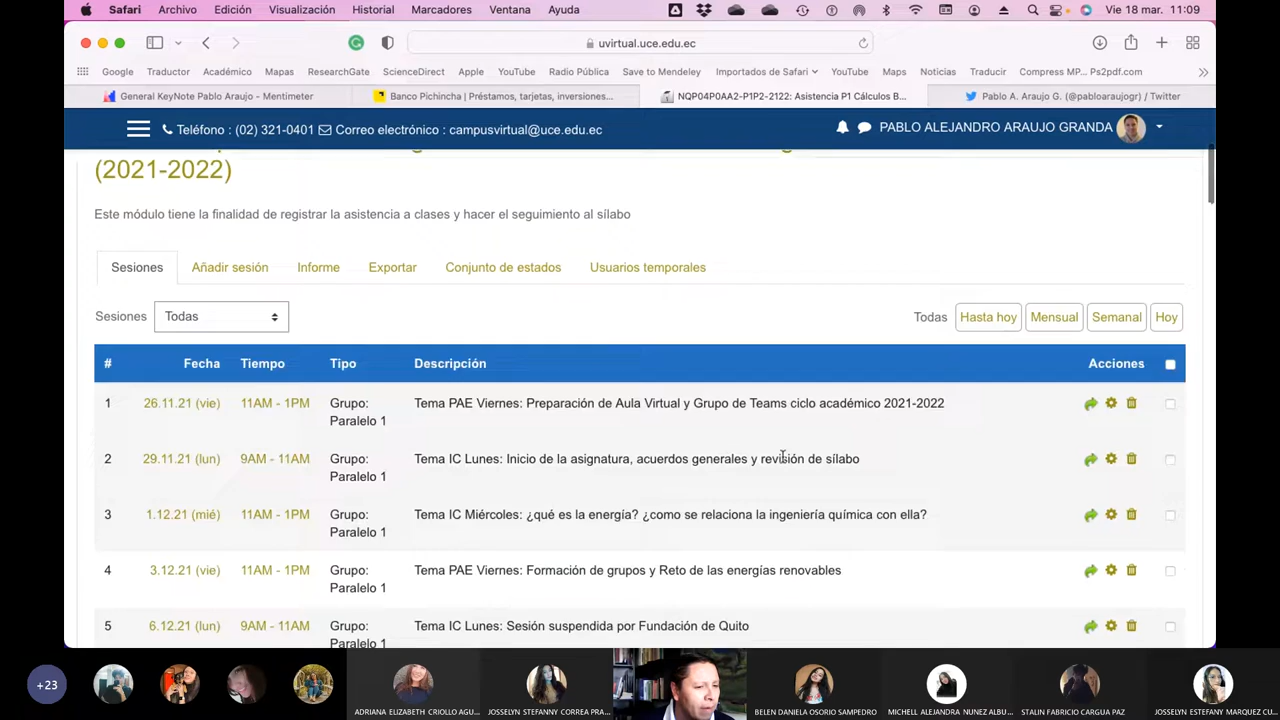 Safari Archivo Edición Visualización Historial Marcadores Ventana Ayuda Vie 18 mar. 11:09
uvirtual.uce.edu.ec
Google Traductor Académico Mapas ResearchGate ScienceDirect Apple YouTube Radio Pública Save to Mendeley Importados de Safari YouTube Maps Noticias Traducir Compress MP... Ps2pdf.com
General KeyNote Pablo Araujo - Mentimeter Banco Pichincha | Préstamos, tarjetas, inversiones... NQP04P0AA2-P1P2-2122: Asistencia P1 Cálculos B... Pablo A. Araujo G. (@pabloaraujogr) / Twitter
Teléfono : (02) 321-0401 Correo electrónico : campusvirtual@uce.edu.ec PABLO ALEJANDRO ARAUJO GRANDA
(2021-2022)
Este módulo tiene la finalidad de registrar la asistencia a clases y hacer el seguimiento al sílabo
Sesiones Añadir sesión Informe Exportar Conjunto de estados Usuarios temporales
Sesiones Todas Todas Hasta hoy Mensual Semanal Hoy
# Fecha Tiempo Tipo Descripción Acciones
1 26.11.21 (vie) 11AM - 1PM Grupo: Tema PAE Viernes: Preparación de Aula Virtual y Grupo de Teams ciclo académico 2021-2022
Paralelo 1
2 29.11.21 (lun) 9AM - 11AM Grupo: Tema IC Lunes: Inicio de la asignatura, acuerdos generales y revisión de sílabo
Paralelo 1
3 1.12.21 (mié) 11AM - 1PM Grupo: Tema IC Miércoles: ¿qué es la energía? ¿como se relaciona la ingeniería química con ella?
Paralelo 1
4 3.12.21 (vie) 11AM - 1PM Grupo: Tema PAE Viernes: Formación de grupos y Reto de las energías renovables
Paralelo 1
5 6.12.21 (lun) 9AM - 11AM Grupo: Tema IC Lunes: Sesión suspendida por Fundación de Quito
Paralelo 1
+23 ADRIANA ELIZABETH CRIOLLO AGU... JOSSELYN STEFANNY CORREA PRA... BELEN DANIELA OSORIO SAMPEDRO MICHELL ALEJANDRA NUNEZ ALBU... STALIN FABRICIO CARGUA PAZ JOSSELYN ESTEFANY MARQUEZ CU...